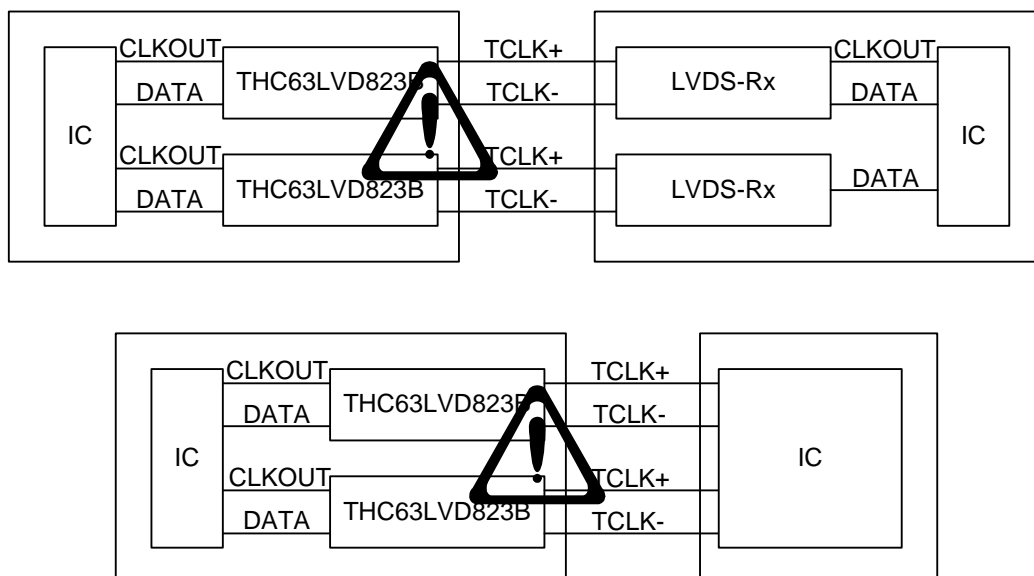 CLKOUT TCLK+ CLKOUT
THC63LVD823B LVDS-Rx
DATA TCLK- DATA
IC IC
CLKOUT TCLK+
THC63LVD823B LVDS-Rx DATA
DATA TCLK-
CLKOUT TCLK+
THC63LVD823B
DATA TCLK-
IC IC
CLKOUT TCLK+
THC63LVD823B
DATA TCLK-